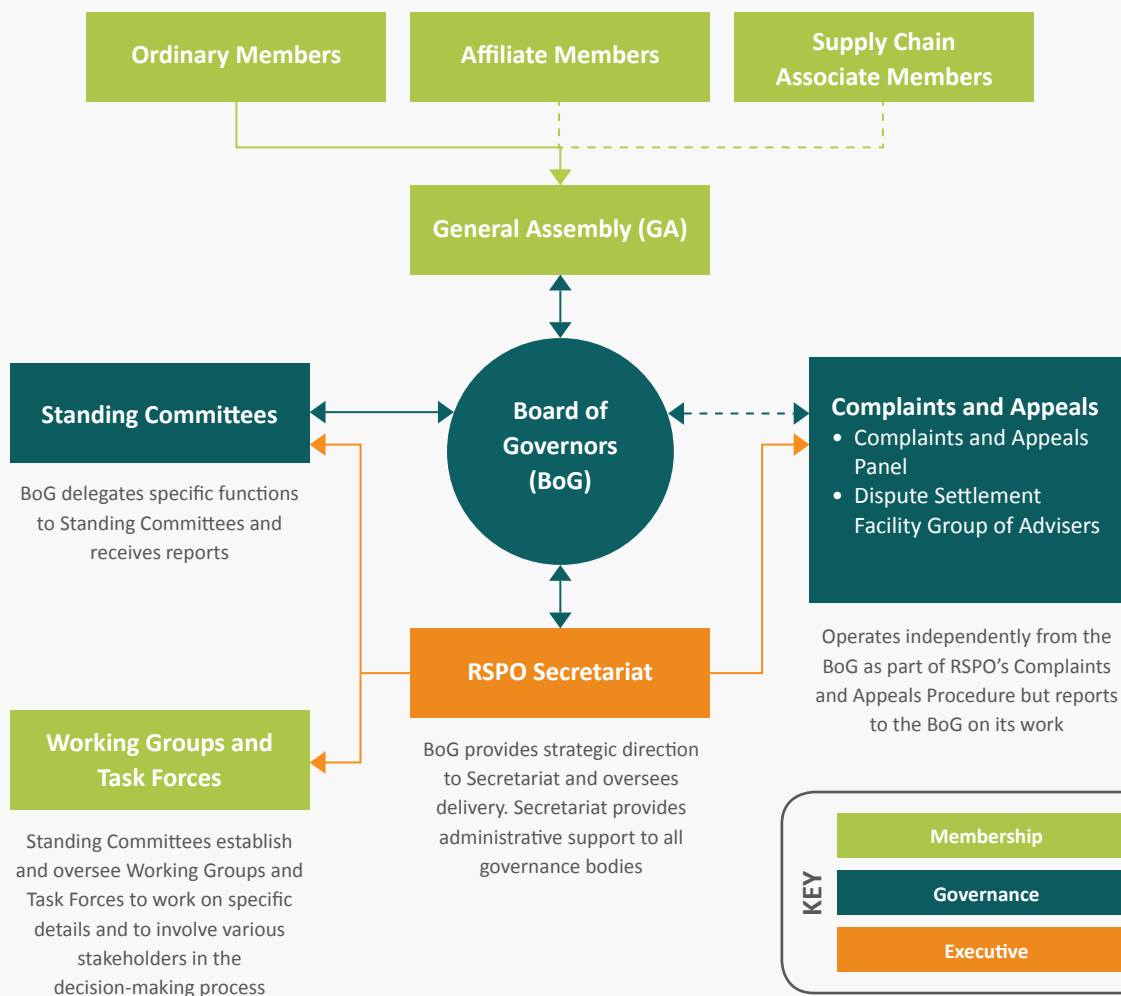 Ordinary Members
Affiliate Members
Supply Chain
Associate Members
General Assembly (GA)
Standing Committees
BoG delegates specific functions
to Standing Committees and
receives reports
Board of
Governors
(BoG)
Complaints and Appeals
• Complaints and Appeals
Panel
• Dispute Settlement
Facility Group of Advisers
Operates independently from the
BoG as part of RSPO’s Complaints
and Appeals Procedure but reports
to the BoG on its work
RSPO Secretariat
BoG provides strategic direction
to Secretariat and oversees
delivery. Secretariat provides
administrative support to all
governance bodies
Working Groups and
Task Forces
Standing Committees establish
and oversee Working Groups and
Task Forces to work on specific
details and to involve various
stakeholders in the
decision-making process
KEY
Membership
Governance
Executive